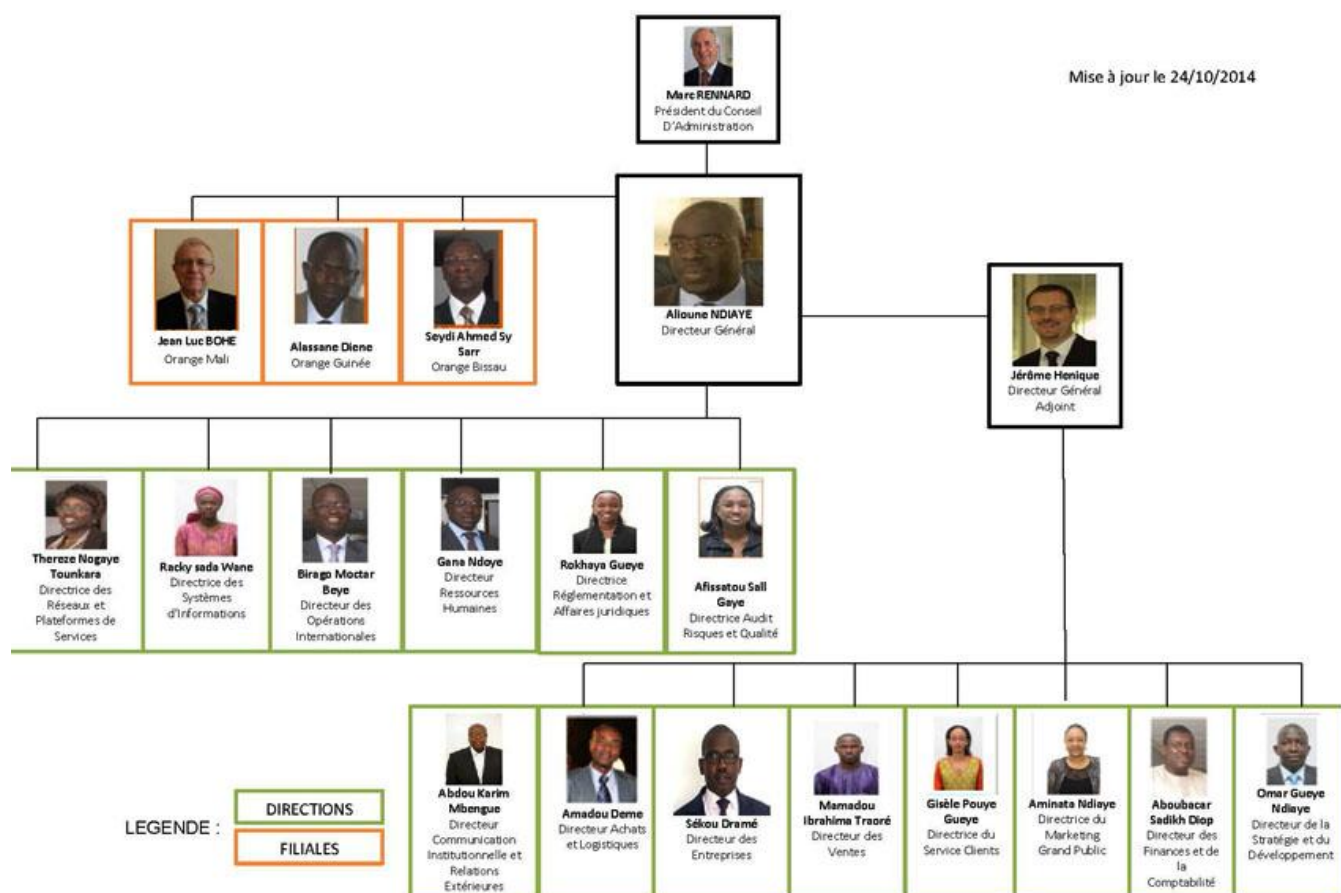 Mise à jour le 24/10/2014
Marc RENNARD
Président du Conseil
D'Administration
Alioune NDIAYE
Directeur Général
Jean Luc BOHE
Orange Mali
Alassane Diene
Orange Guinée
Seydi Ahmed Sy
Sarr
Orange Bissau
Jérôme Henique
Directeur Général
Adjoint
Thereze Nogaye
Tounkara
Directrice des
Réseaux et
Plateformes de
Services
Racky sada Wane
Directrice des
Systèmes
d'Informations
Birago Moctar
Beye
Directeur des
Opérations
Internationales
Gana Ndoye
Directeur
Ressources
Humaines
Rokhaya Gueye
Directrice
Réglementation et
Affaires juridiques
Afissatou Sall
Gaye
Directrice Audit
Risques et Qualité
Abdou Karim
Mbengue
Directeur
Communication
Institutionnelle et
Relations
Extérieures
Amadou Deme
Directeur Achats
et Logistiques
Sékou Dramé
Directeur des
Entreprises
Mamadou
Ibrahima Traoré
Directeur des
Ventes
Gisèle Pouye
Gueye
Directrice du
Service Clients
Aminata Ndiaye
Directrice du
Marketing
Grand Public
Aboubacar
Sadikh Diop
Directeur des
Finances et de
la
Comptabilité
Omar Gueye
Ndiaye
Directeur de la
Stratégie et du
Développement
LEGENDE :
DIRECTIONS
FILIALES